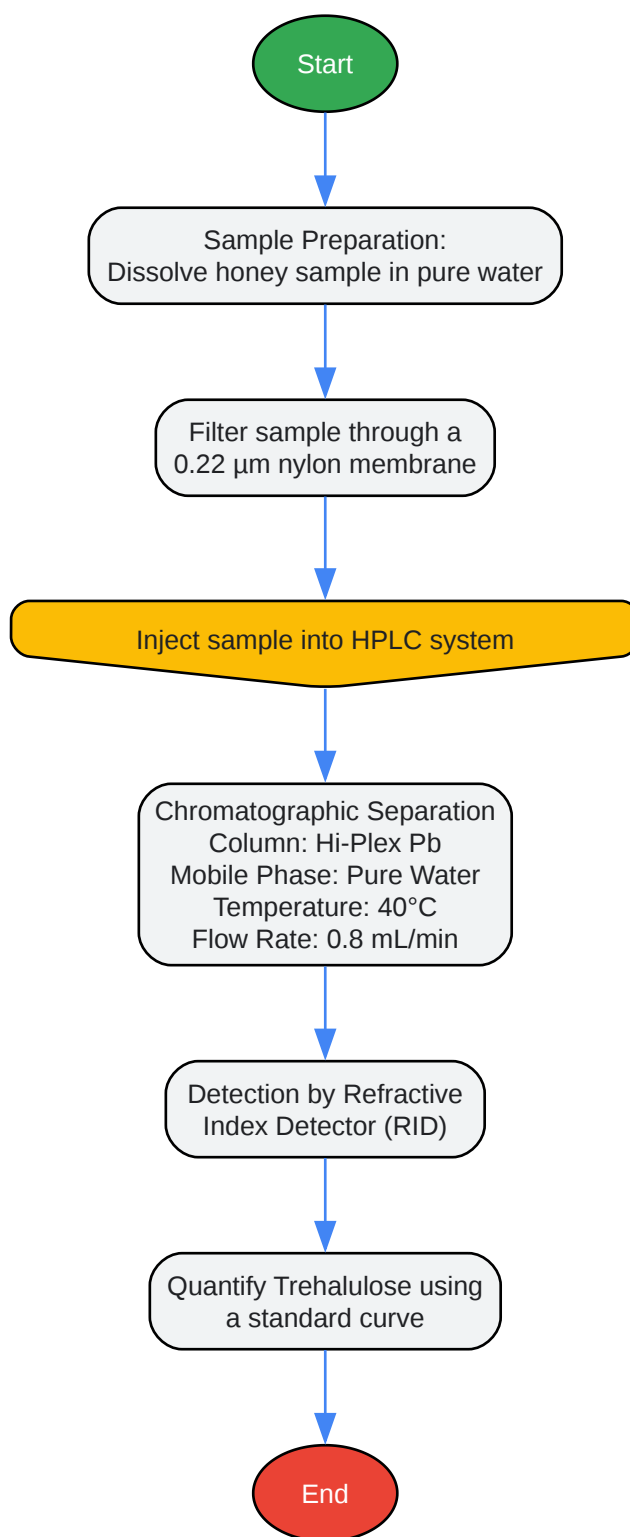 Start
Sample Preparation:
Dissolve honey sample in pure water
Filter sample through a
0.22 µm nylon membrane
Inject sample into HPLC system
Chromatographic Separation
Column: Hi-Plex Pb
Mobile Phase: Pure Water
Temperature: 40°C
Flow Rate: 0.8 mL/min
Detection by Refractive
Index Detector (RID)
Quantify Trehalulose using
a standard curve
End